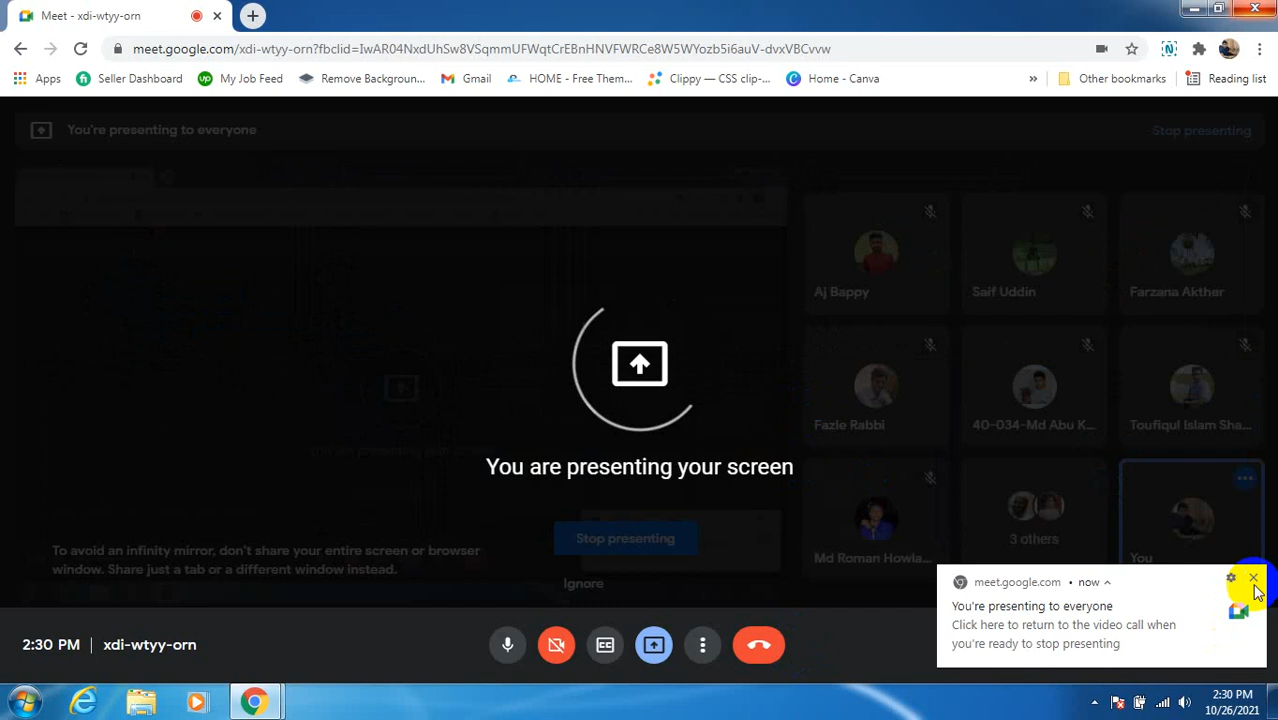 Meet - xdi-wtyy-orn
meet.google.com/xdi-wtyy-orn?fbclid=IwAR04NxdUhSw8VSqmmUFWqtCrEBnHNVFWRCe8W5WYozb5i6auV-dvxVBCvvw
Apps
Seller Dashboard
My Job Feed
Remove Backgroun...
Gmail
HOME - Free Them...
Clippy — CSS clip-...
Home - Canva
»
Other bookmarks
Reading list
You're presenting to everyone
Stop presenting
Aj Bappy
Saif Uddin
Farzana Akther
Fazle Rabbi
40-034-Md Abu K...
Toufiqul Islam Sha...
You are presenting your screen
Md Roman Howla...
3 others
You
Stop presenting
To avoid an infinity mirror, don't share your entire screen or browser
window. Share just a tab or a different window instead.
Ignore
meet.google.com • now
You're presenting to everyone
Click here to return to the video call when
you're ready to stop presenting
2:30 PM | xdi-wtyy-orn
CC
2:30 PM
10/26/2021